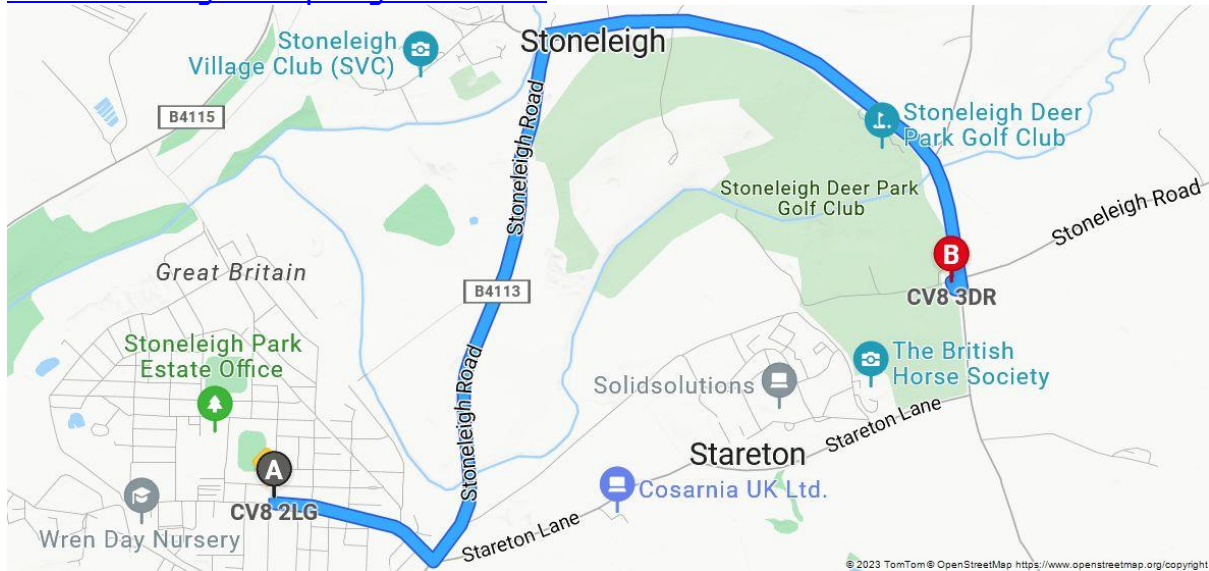 Stoneleigh
Village Club (SVC)
Stoneleigh
B4115
Stoneleigh Road
Stoneleigh Deer
Park Golf Club
Stoneleigh Deer Park
Golf Club
Stoneleigh Road
Great Britain
B4113
B
CV8 3DR
Stoneleigh Park
Estate Office
Stoneleigh Road
Solidsolutions
The British
Horse Society
Stareton Lane
Stareton
A
CV8 2LG
Cosarnia UK Ltd.
Wren Day Nursery
Stareton Lane
© 2023 TomTom © OpenStreetMap https://www.openstreetmap.org/copyright